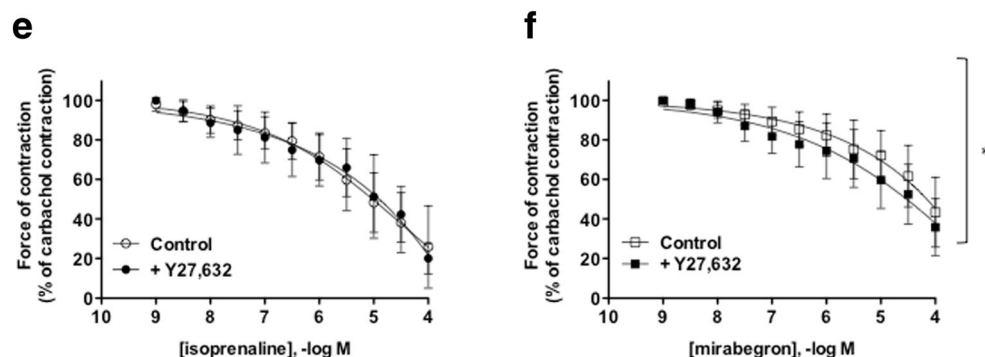 e
f
Force of contraction
(% of carbachol contraction)
100
80
60
40
20
0
Control
+ Y27,632
10 9 8 7 6 5 4
[isoprenaline], -log M
Force of contraction
(% of carbachol contraction)
100
80
60
40
20
0
Control
+ Y27,632
10 9 8 7 6 5 4
[mirabegron], -log M
*